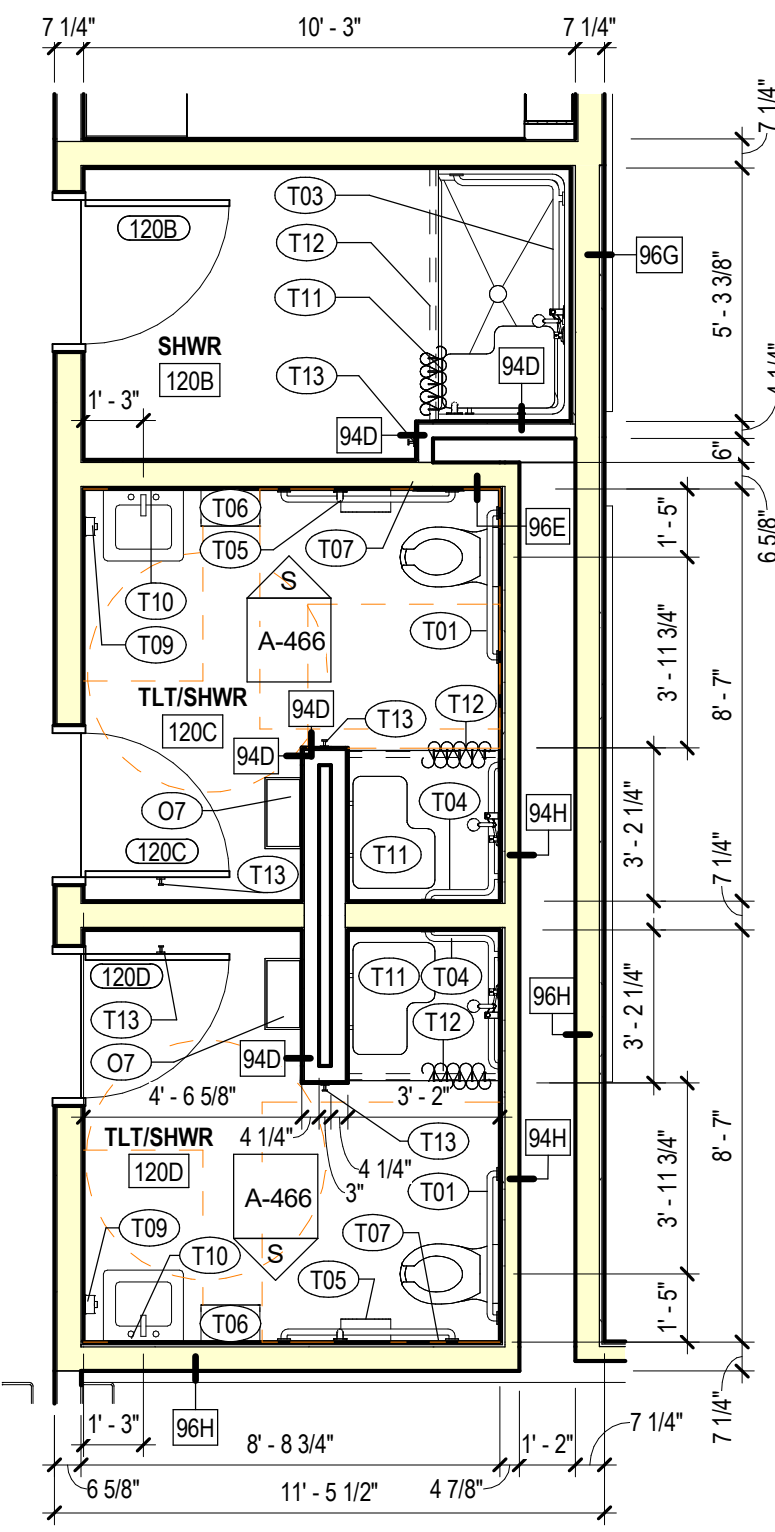 7 1/4"
10' - 3"
7 1/4"
7 1/4"
T03
120B
T12
96G
T11
5' - 3 3/8"
SHWR
120B
T13
94D
4 1/4"
1' - 3"
94D
6"
T06
T05
T07
96E
1' - 5"
6 5/8"
S
T10
T01
T09
A-466
3' - 11 3/4"
8' - 7"
TLT/SHWR
94D
T12
120C
T13
94D
O7
T04
94H
3' - 2 1/4"
120C
T11
T13
7 1/4"
120D
T11
T04
T13
T12
96H
3' - 2 1/4"
O7
94D
4' - 6 5/8"
3' - 2"
TLT/SHWR
4 1/4"
T13
94H
8' - 7"
120D
3"
4 1/4"
T01
3' - 11 3/4"
A-466
T09
T10
S
T07
T05
T06
1' - 5"
96H
1' - 3"
8' - 8 3/4"
1' - 2"
7 1/4"
7 1/4"
6 5/8"
11' - 5 1/2"
4 7/8"